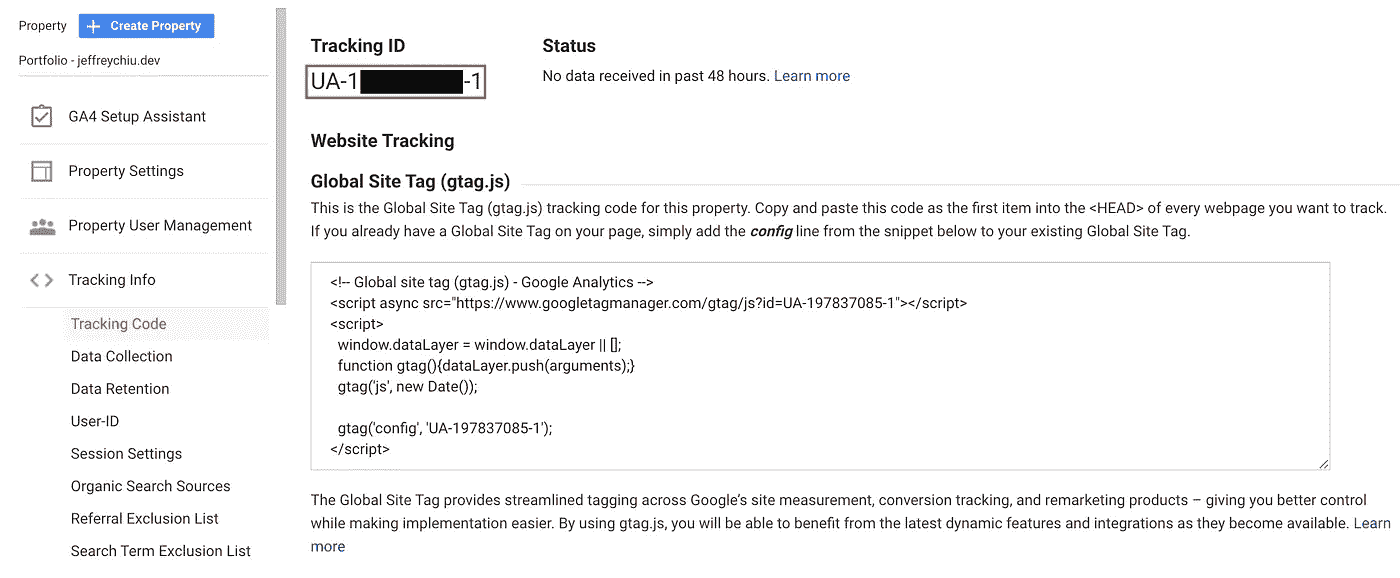 Property
Create Property
Portfolio - jeffreychiu.dev
GA4 Setup Assistant
Property Settings
Property User Management
Tracking Info
Tracking Code
Data Collection
Data Retention
User-ID
Session Settings
Organic Search Sources
Referral Exclusion List
Search Term Exclusion List
Tracking ID
UA-1 -1
Status
No data received in past 48 hours. Learn more
Website Tracking
Global Site Tag (gtag.js)
This is the Global Site Tag (gtag.js) tracking code for this property. Copy and paste this code as the first item into the <HEAD> of every webpage you want to track.
If you already have a Global Site Tag on your page, simply add the config line from the snippet below to your existing Global Site Tag.
<!-- Global site tag (gtag.js) - Google Analytics -->
<script async src="https://www.googletagmanager.com/gtag/js?id=UA-197837085-1"></script>
<script>
window.dataLayer = window.dataLayer || [];
function gtag(){dataLayer.push(arguments);}
gtag('js', new Date());
gtag('config', 'UA-197837085-1');
</script>
The Global Site Tag provides streamlined tagging across Google's site measurement, conversion tracking, and remarketing products – giving you better control
while making implementation easier. By using gtag.js, you will be able to benefit from the latest dynamic features and integrations as they become available. Learn
more